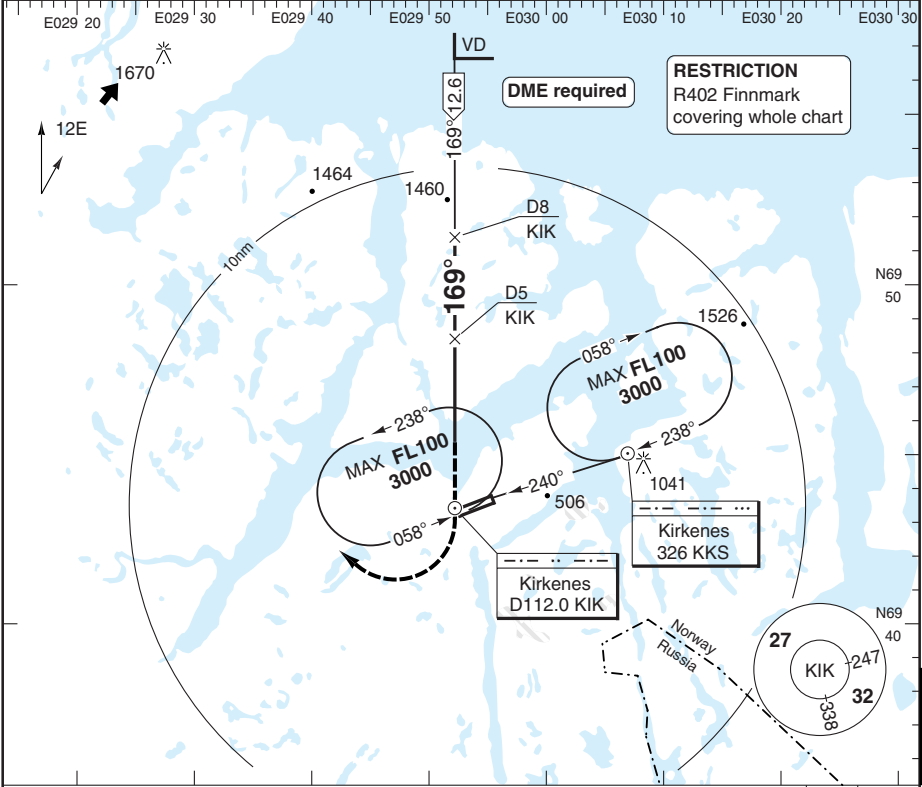 E029 20
E029 30
E029 40
E029 50
E030 00
E030 10
E030 20
E030 30
VD
1670
12E
DME required
RESTRICTION
R402 Finnmark
covering whole chart
169° 12.6
1464
1460
D8
KIK
10nm
169°
D5
KIK
N69
50
1526
058°
MAX FL100
3000
238°
238°
MAX FL100
3000
058°
240°
506
1041
Kirkenes
326 KKS
Kirkenes
D112.0 KIK
Norway
Russia
N69
40
27
KIK
247
32
338